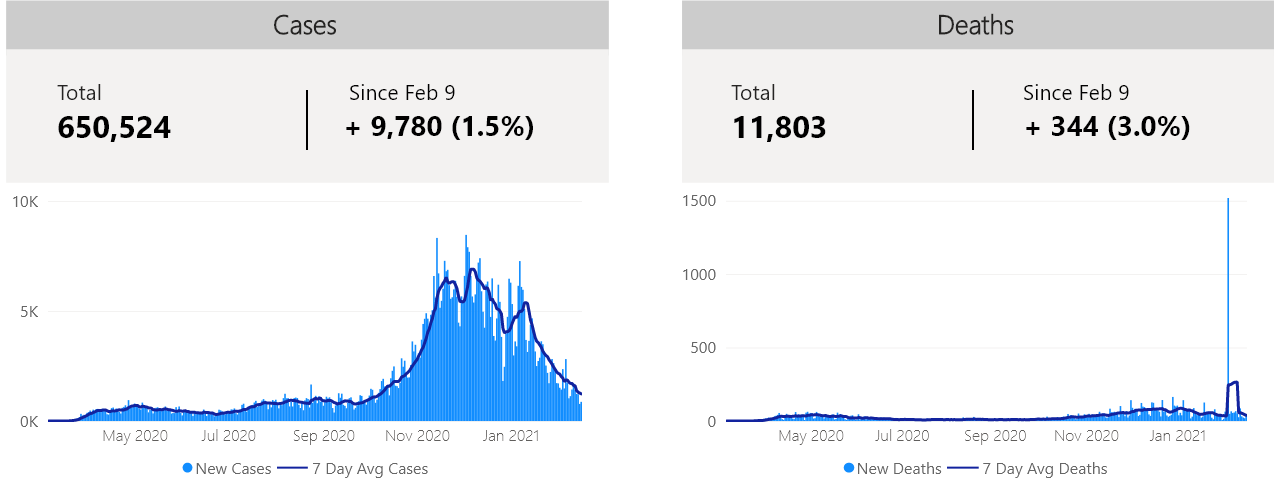 Cases
Total
650,524
Since Feb 9
+ 9,780 (1.5%)
10K
5K
0K
May 2020 Jul 2020 Sep 2020 Nov 2020 Jan 2021
New Cases 7 Day Avg Cases
Deaths
Total
11,803
Since Feb 9
+ 344 (3.0%)
1500
1000
500
0
May 2020 Jul 2020 Sep 2020 Nov 2020 Jan 2021
New Deaths 7 Day Avg Deaths